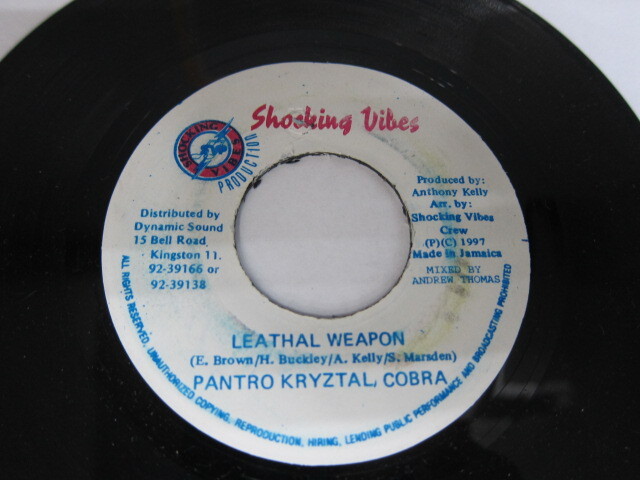 Shocking Vibes
SHOCKING VIBES
PRODUCTION
Distributed by
Dynamic Sound
15 Bell Road,
Kingston 11.
92-39166 or
92-39138
Produced by:
Anthony Kelly
Arr. by:
Shocking Vibes
Crew
(P)(C) 1997
Made in Jamaica
MIXED BY
ANDREW THOMAS
LEATHAL WEAPON
(E. Brown/H. Buckley/A. Kelly/S. Marsden)
PANTRO KRYZTAL, COBRA
ALL RIGHTS RESERVED, UNAUTHORIZED COPYING, REPRODUCTION, HIRING, LENDING PUBLIC PERFORMANCE AND BROADCASTING PROHIBITED